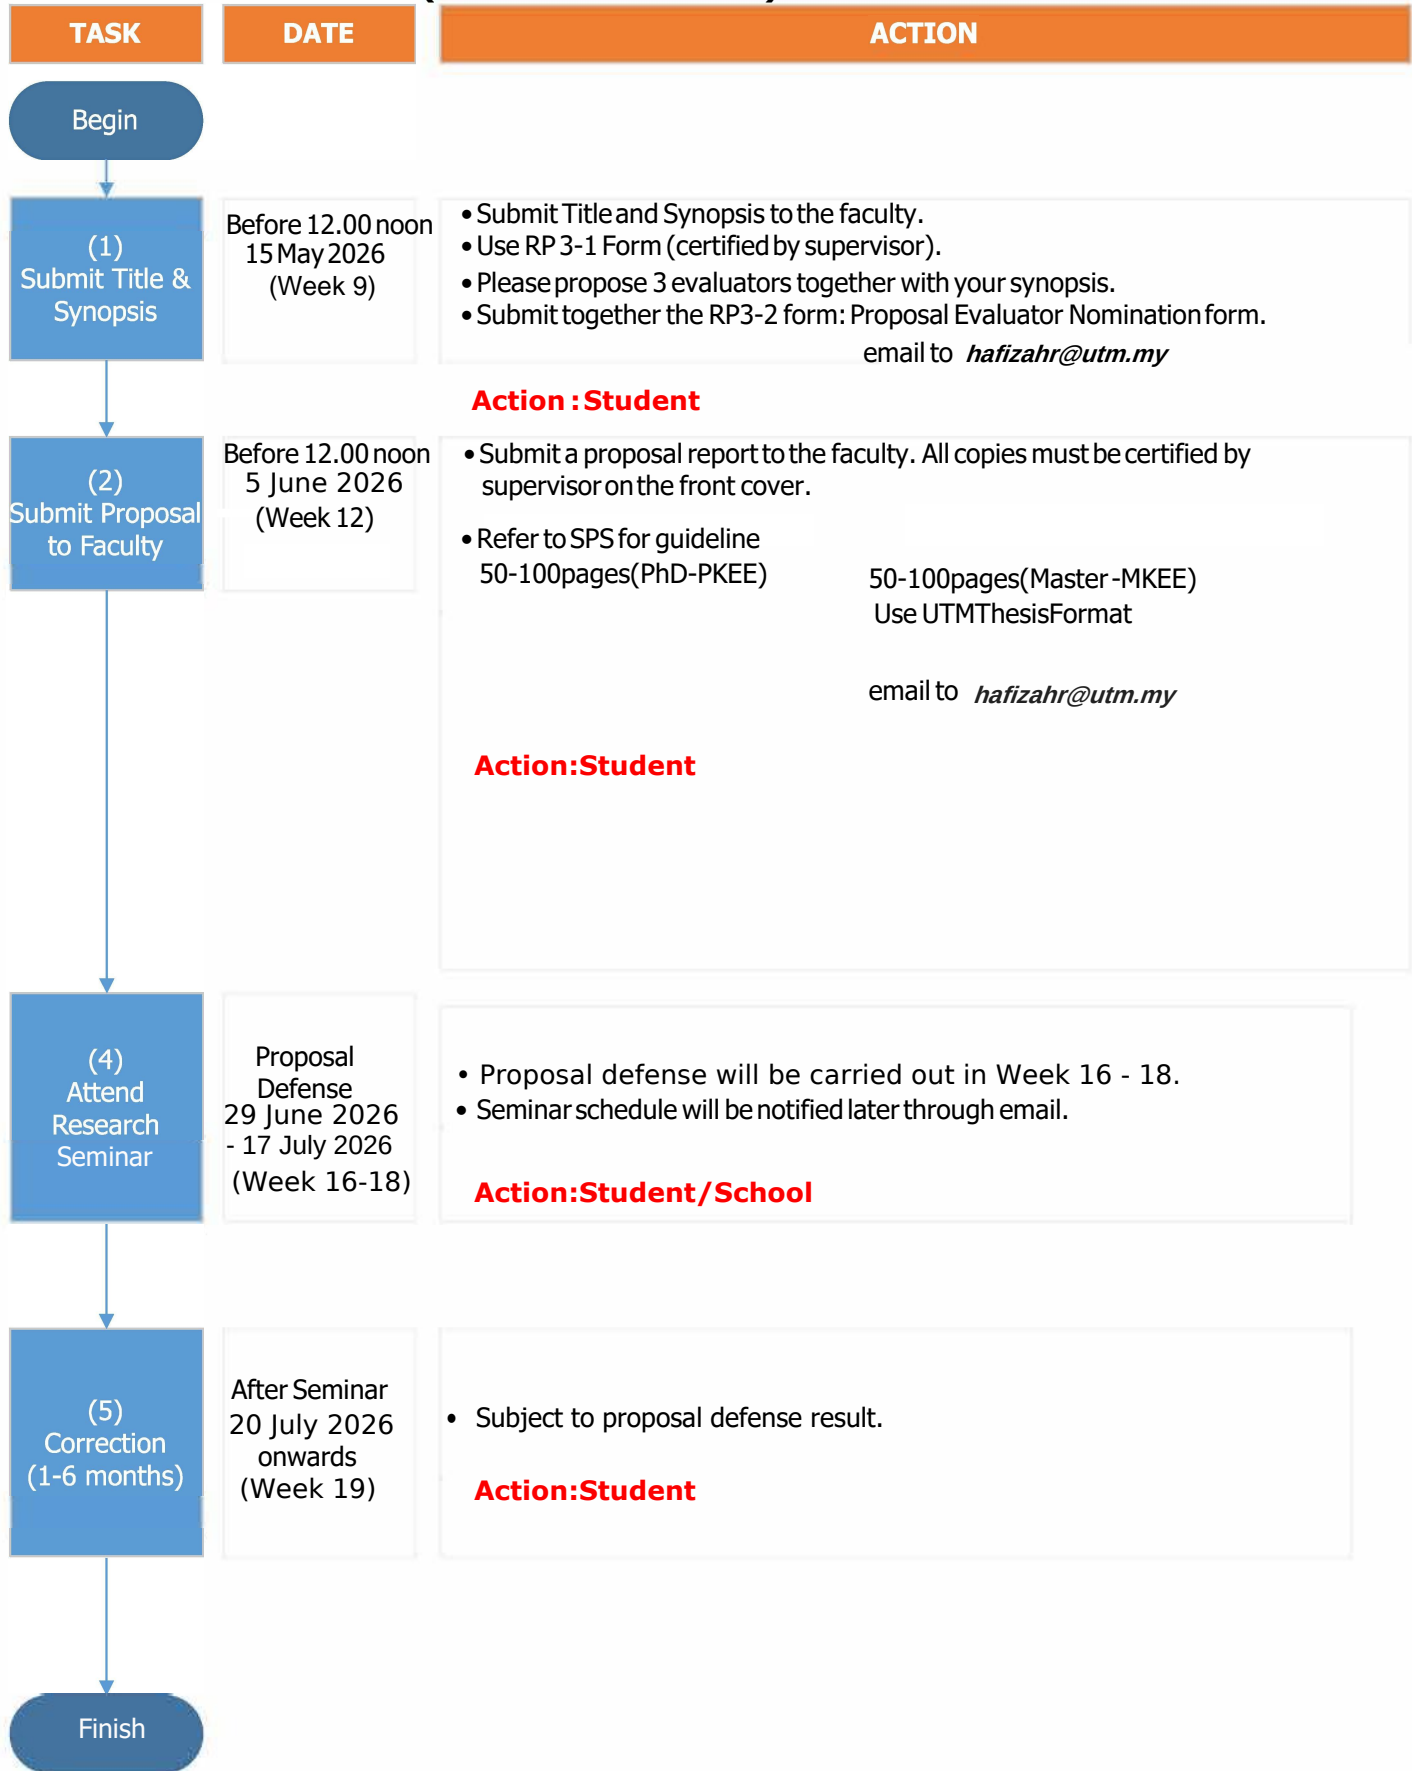 TASK
DATE
ACTION
Begin
(1)
Submit Title &
Synopsis
Before 12.00 noon
15 May 2026
(Week 9)
• Submit Title and Synopsis to the faculty.
• Use RP 3-1 Form (certified by supervisor).
• Please propose 3 evaluators together with your synopsis.
• Submit together the RP3-2 form: Proposal Evaluator Nomination form.
email to hafizahr@utm.my
Action : Student
(2)
Submit Proposal
to Faculty
Before 12.00 noon
5 June 2026
(Week 12)
• Submit a proposal report to the faculty. All copies must be certified by
supervisor on the front cover.
• Refer to SPS for guideline
50-100pages(PhD-PKEE)
50-100pages(Master-MKEE)
Use UTMThesisFormat
email to hafizahr@utm.my
Action:Student
(4)
Attend
Research
Seminar
Proposal
Defense
29 June 2026
- 17 July 2026
(Week 16-18)
• Proposal defense will be carried out in Week 16 - 18.
• Seminar schedule will be notified later through email.
Action:Student/School
(5)
Correction
(1-6 months)
After Seminar
20 July 2026
onwards
(Week 19)
• Subject to proposal defense result.
Action:Student
Finish